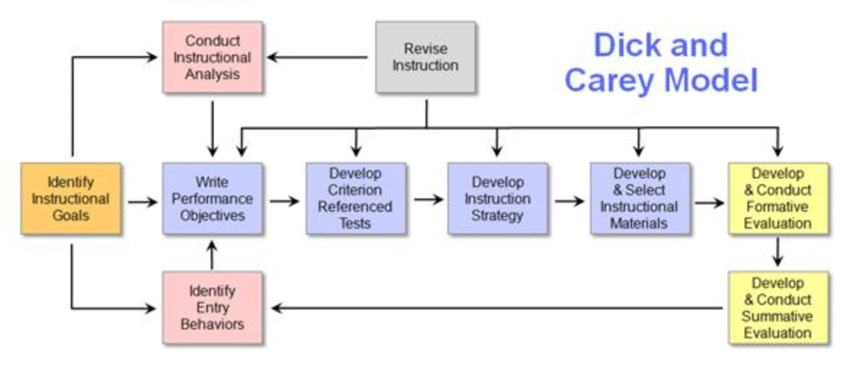 Conduct
Instructional
Analysis
Revise
Instruction
Dick and
Carey Model
Identify
Instructional
Goals
Write
Performance
Objectives
Develop
Criterion
Referenced
Tests
Develop
Instruction
Strategy
Develop
& Select
Instructional
Materials
Develop
& Conduct
Formative
Evaluation
Identify
Entry
Behaviors
Develop
& Conduct
Summative
Evaluation